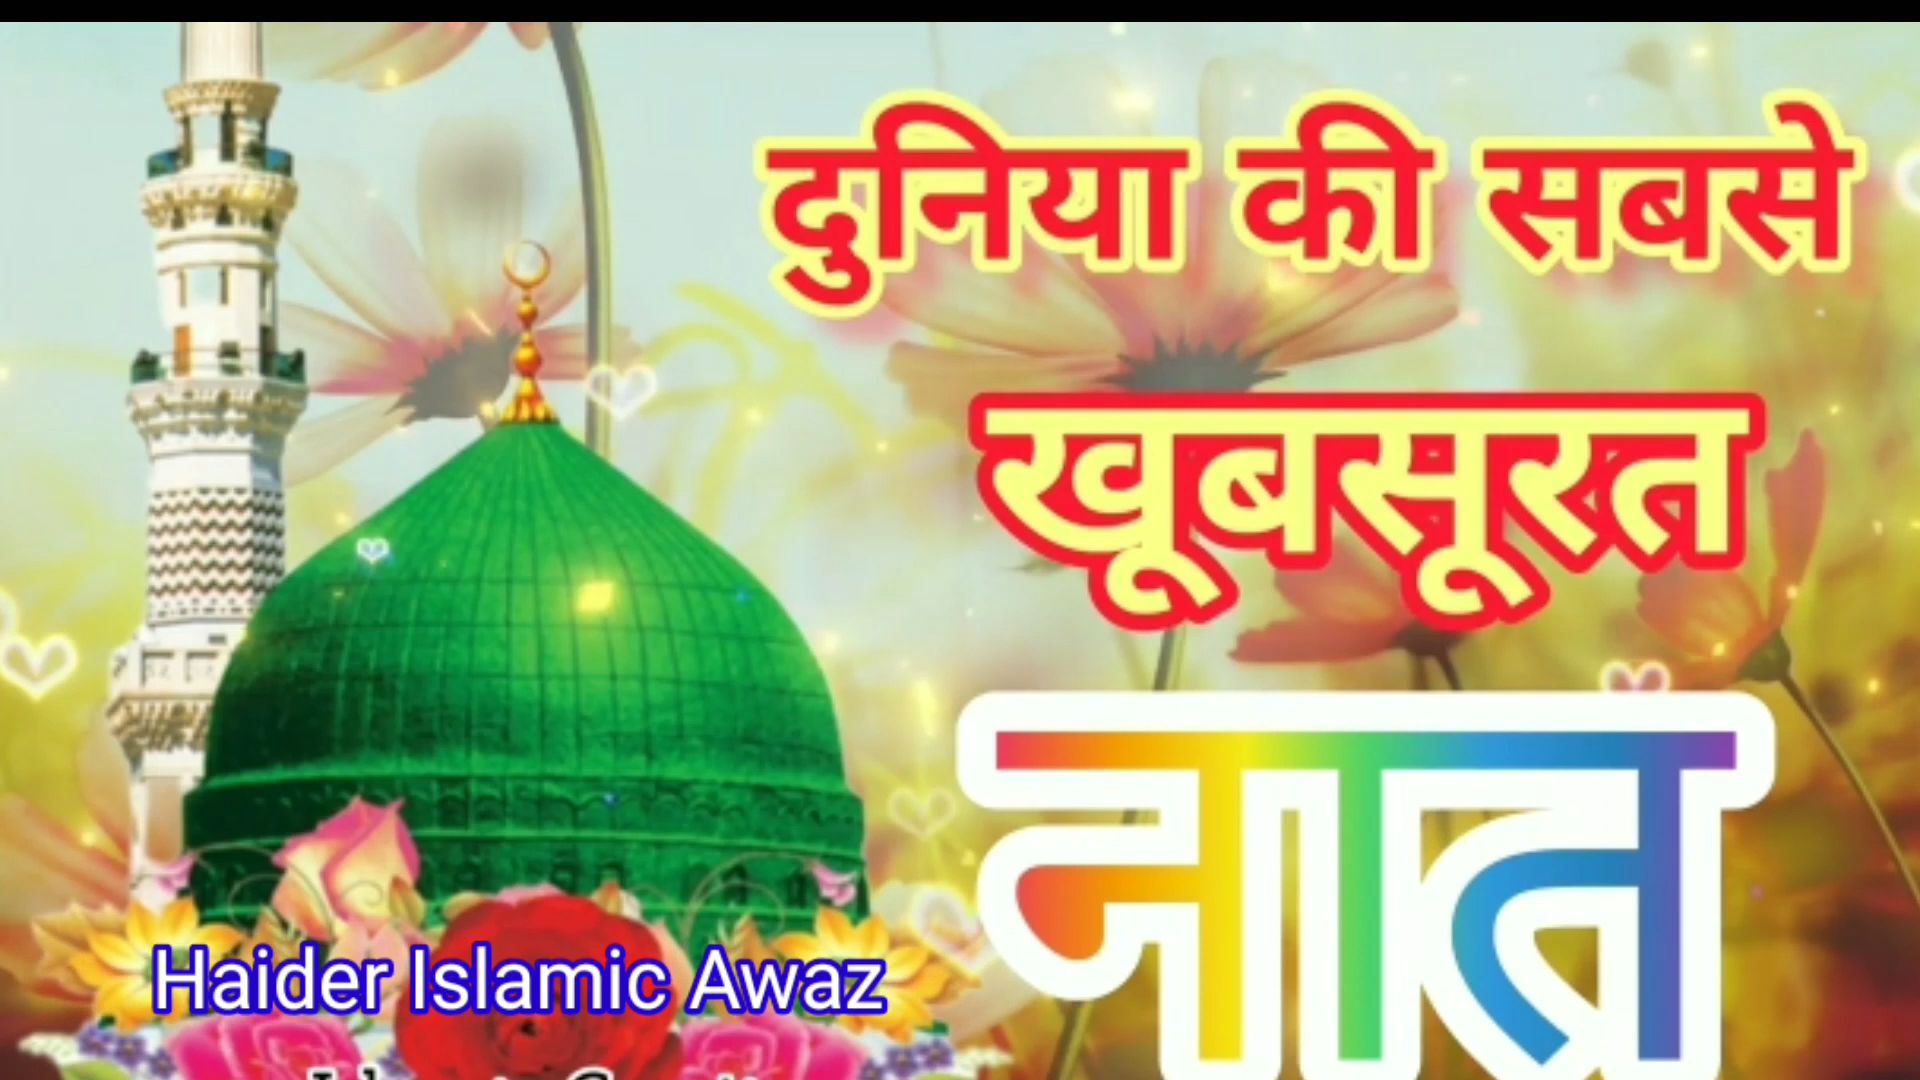 दुनिया की सबसे
खूबसूरत
नात
Haider Islamic Awaz